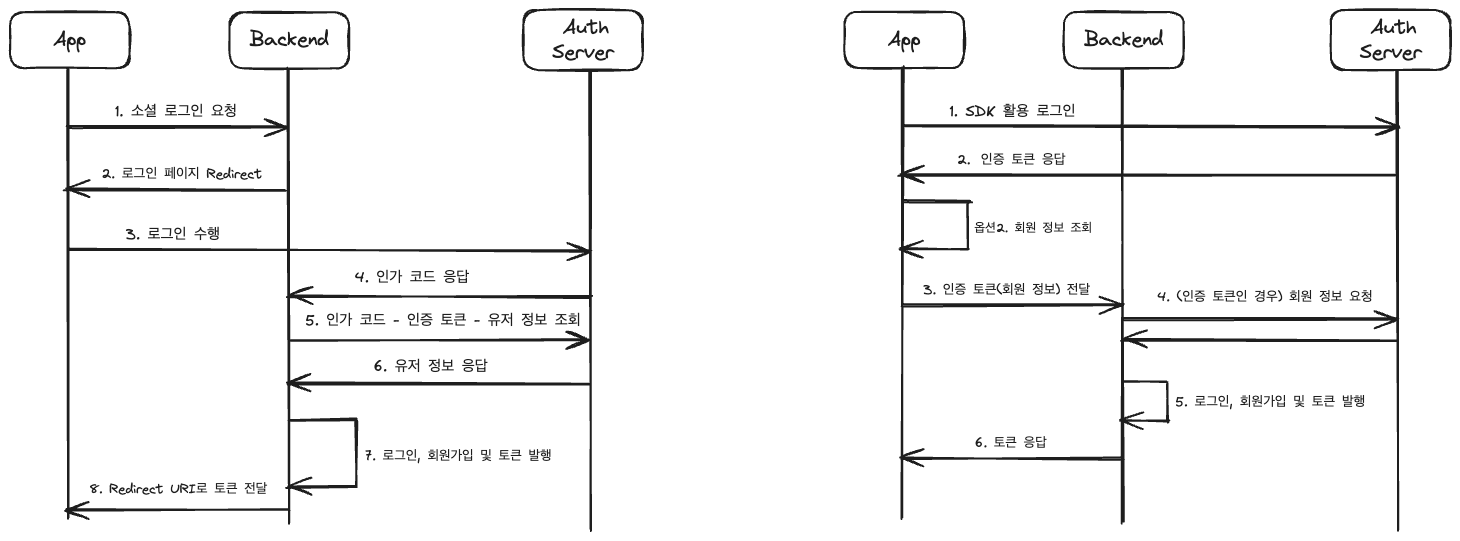 App
Backend
Auth
Server
1. 소셜 로그인 요청
2. 로그인 페이지 Redirect
3. 로그인 수행
4. 인가 코드 응답
5. 인가 코드 - 인증 토큰 - 유저 정보 조회
6. 유저 정보 응답
7. 로그인, 회원가입 및 토큰 발행
8. Redirect URI로 토큰 전달
App
Backend
Auth
Server
1. SDK 활용 로그인
2. 인증 토큰 응답
옵션2. 회원 정보 조회
3. 인증 토큰(회원 정보) 전달
4. (인증 토큰인 경우) 회원 정보 요청
5. 로그인, 회원가입 및 토큰 발행
6. 토큰 응답